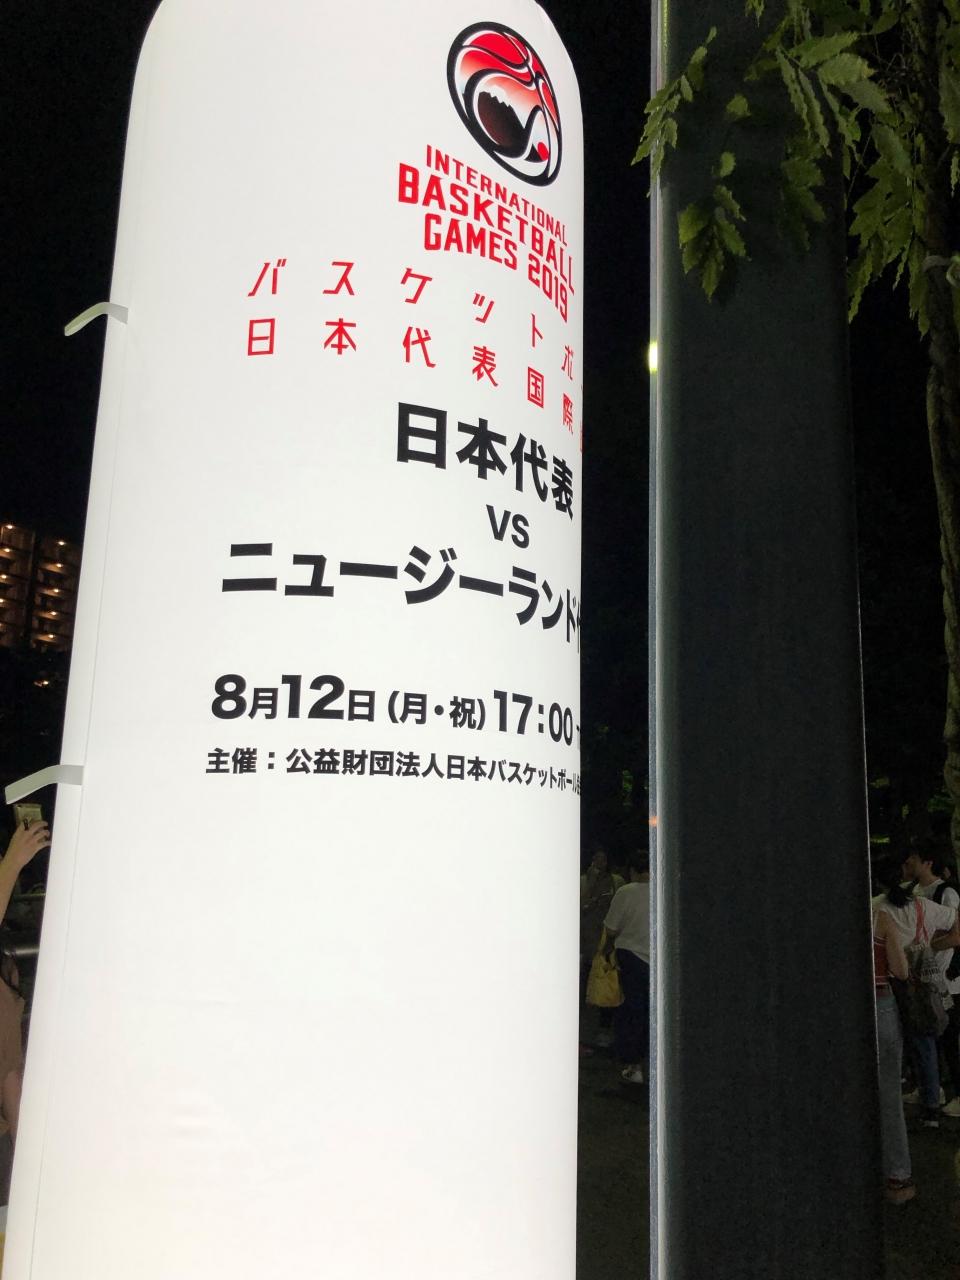 INTERNATIONAL
BASKETBALL
GAMES 2019
バスケットボ
日本代表国際
日本代表
VS
ニュージーランド代
8月12日(月・祝)17:00
主催：公益財団法人日本バスケットボール